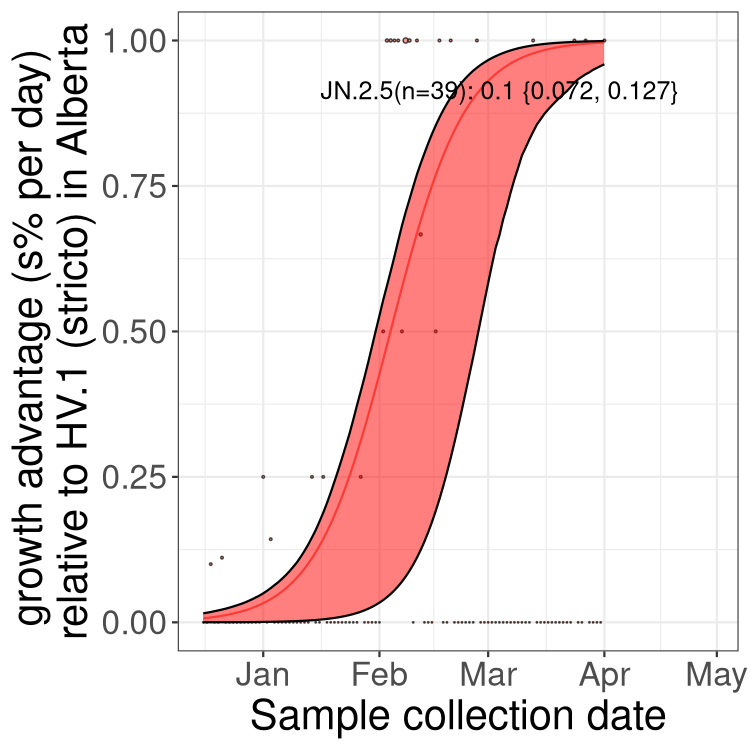 growth advantage (s% per day)
relative to HV.1 (stricto) in Alberta
1.00
0.75
0.50
0.25
0.00
JN.2.5(n=39): 0.1 {0.072, 0.127}
Jan Feb Mar Apr May
Sample collection date